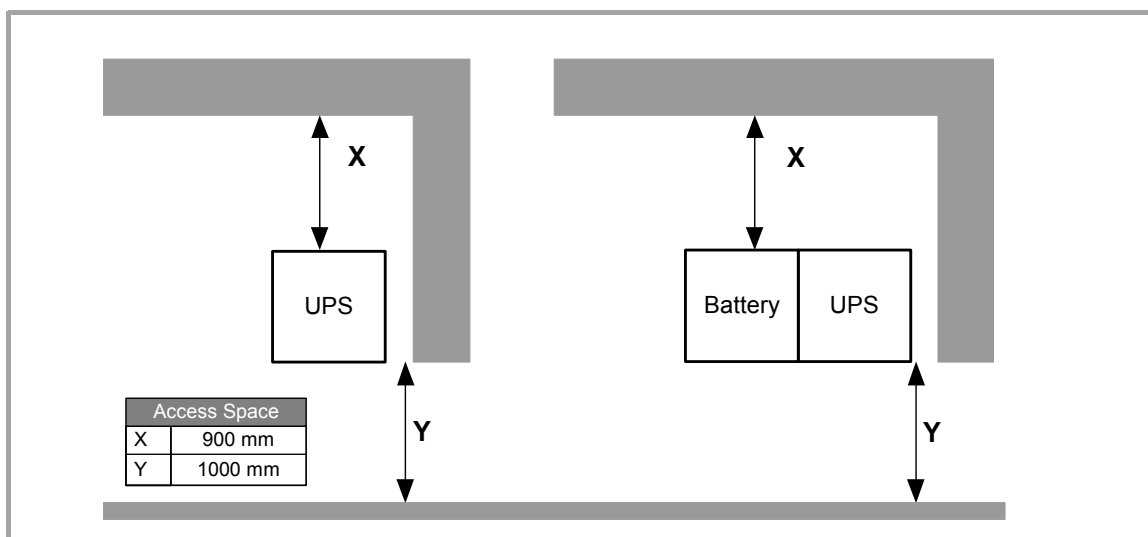 X
X
UPS
Battery UPS
Access Space
X 900 mm
Y 1000 mm
Y
Y